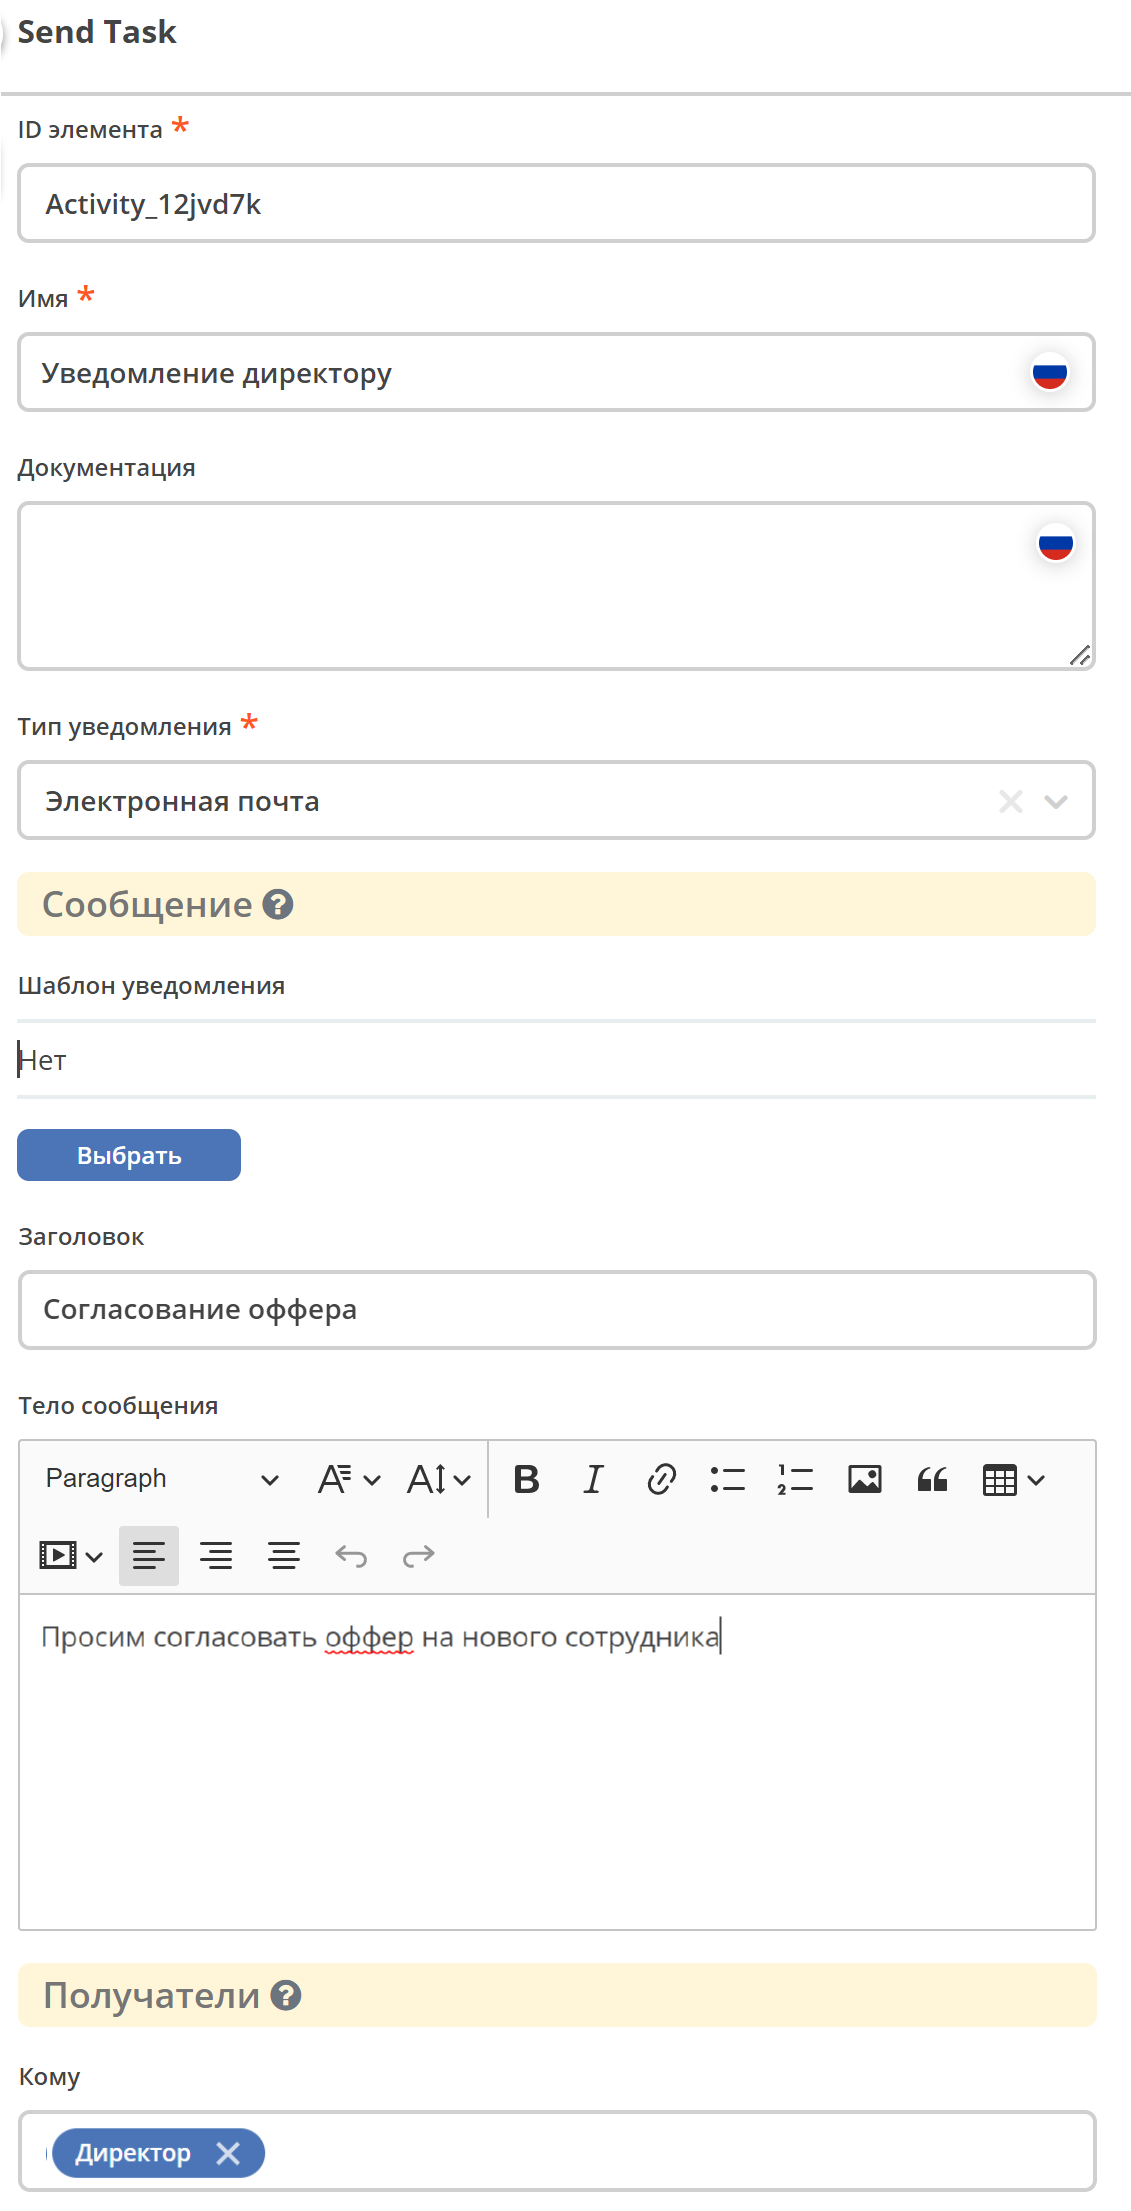 Send Task
ID элемента *
Activity_12jvd7k
Имя *
Уведомление директору
Документация
Тип уведомления *
Электронная почта
Сообщение ?
Шаблон уведомления
Нет
Выбрать
Заголовок
Согласование оффера
Тело сообщения
Paragraph
Просим согласовать оффер на нового сотрудника
Получатели ?
Кому
Директор